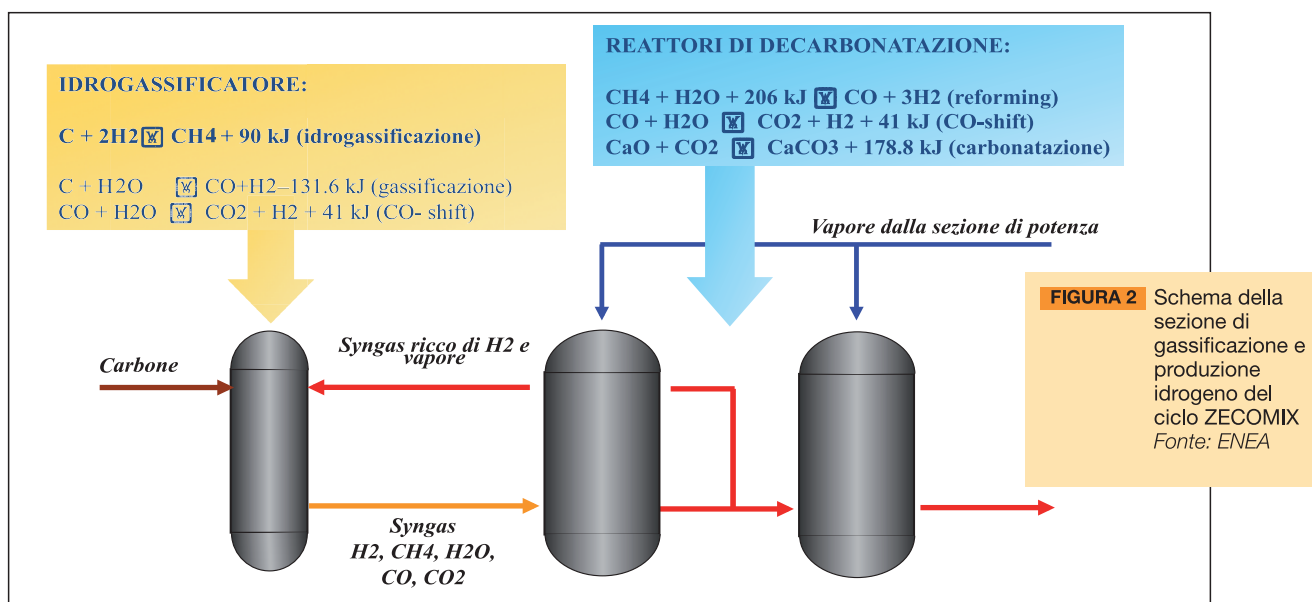 IDROGASSIFICATORE:
C + 2H2 CH4 + 90 kJ (idrogassificazione)
C + H2O CO+H2–131.6 kJ (gassificazione)
CO + H2O CO2 + H2 + 41 kJ (CO- shift)
REATTORI DI DECARBONATAZIONE:
CH4 + H2O + 206 kJ CO + 3H2 (reforming)
CO + H2O CO2 + H2 + 41 kJ (CO-shift)
CaO + CO2 CaCO3 + 178.8 kJ (carbonatazione)
Vapore dalla sezione di potenza
Carbone
Syngas ricco di H2 e
vapore
Syngas
H2, CH4, H2O,
CO, CO2
FIGURA 2 Schema della
sezione di
gassificazione e
produzione
idrogeno del
ciclo ZECOMIX
Fonte: ENEA